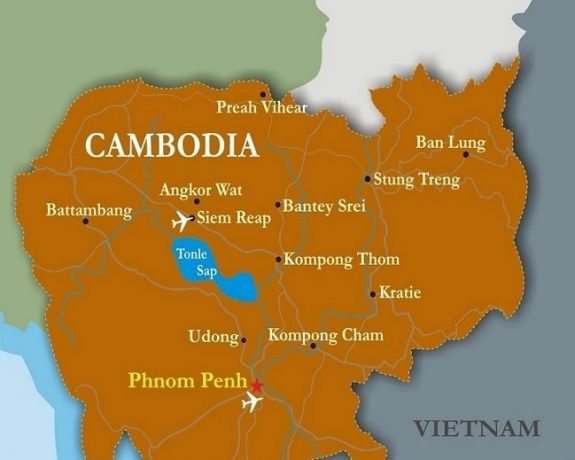 Preah Vihear
CAMBODIA
Ban Lung
Stung Treng
Angkor Wat
Siem Reap
Battambang
Bantey Srei
Tonle
Sap
Kompong Thom
Kratie
Udong
Kompong Cham
Phnom Penh
VIETNAM